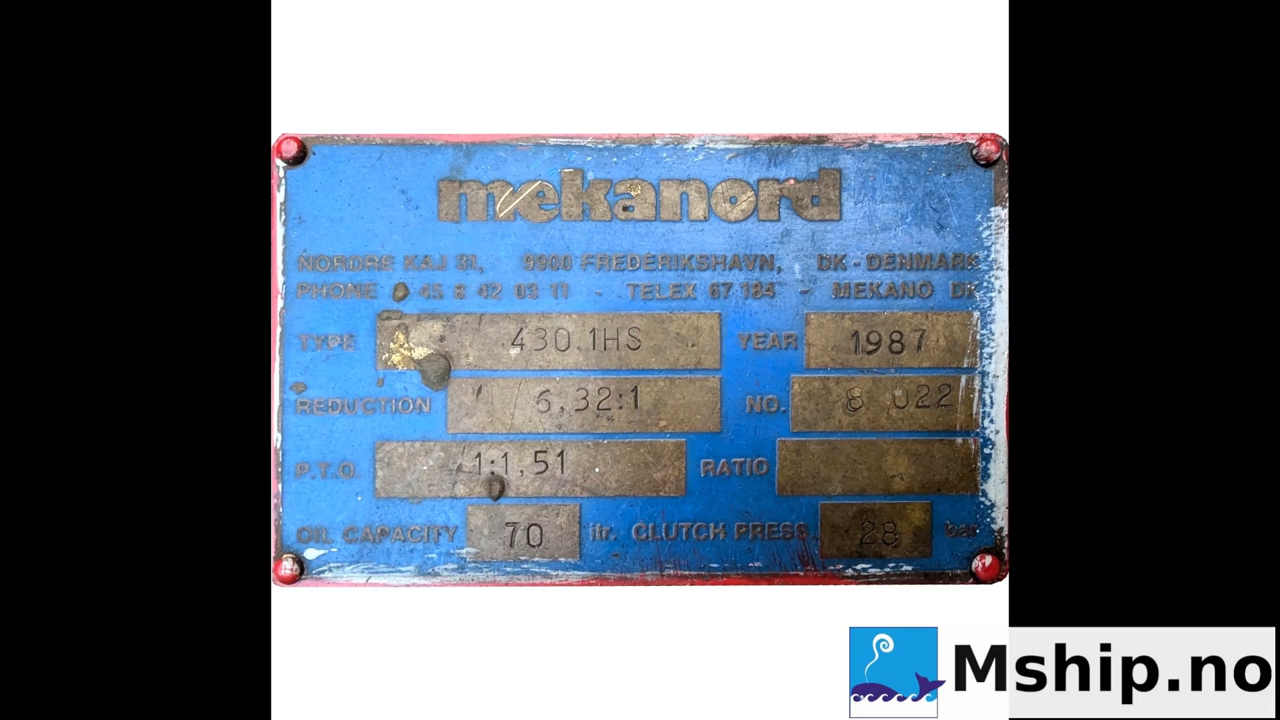 mekanord
NORDRE KAJ 31, 9900 FREDERIKSHAVN, DK - DENMARK
PHONE 45 8 42 03 11 - TELEX 67 184 - MEKANO DK
TYPE 430.1HS YEAR 1987
REDUCTION 6,32:1 NO. 8 022
P.T.O. 1:1,51 RATIO
OIL CAPACITY 70 ltr. CLUTCH PRESS. 28 bar
Mship.no